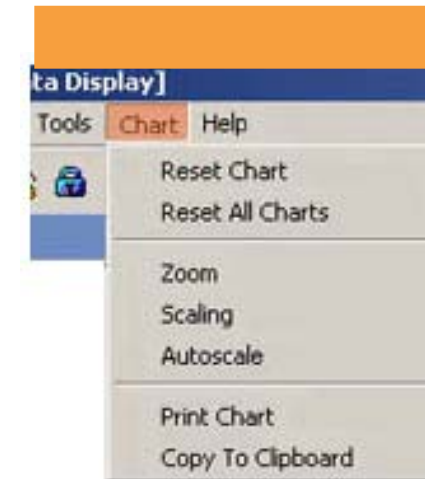 ta Display]
Tools Chart Help
Reset Chart
Reset All Charts
Zoom
Scaling
Autoscale
Print Chart
Copy To Clipboard